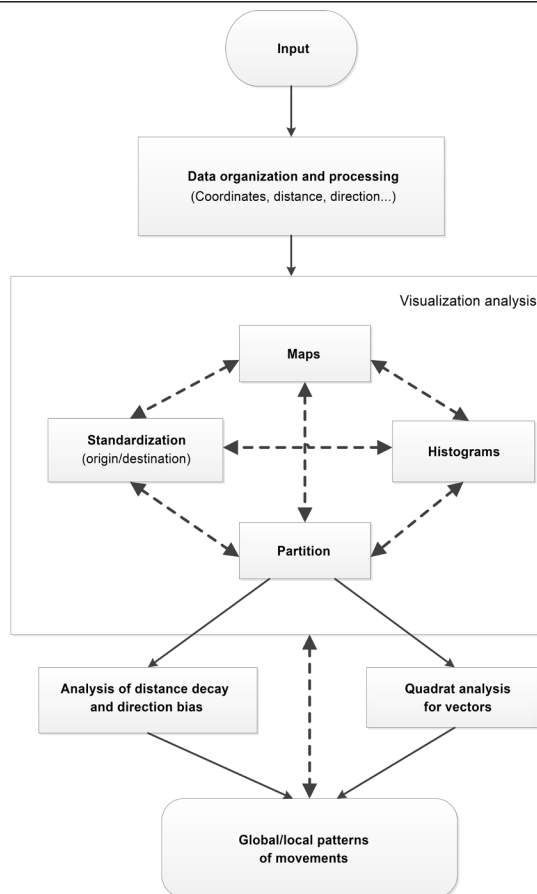 Input
Data organization and processing
(Coordinates, distance, direction...)
Visualization analysis
Maps
Standardization
(origin/destination)
Histograms
Partition
Analysis of distance decay
and direction bias
Quadrat analysis
for vectors
Global/local patterns
of movements